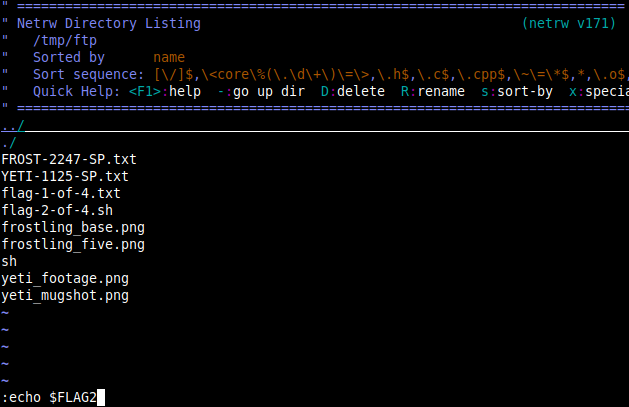 " ============================================================================
" Netrw Directory Listing (netrw v171)
"   /tmp/ftp
"   Sorted by      name
"   Sort sequence: [\/]$,\<core\%(\.\d\+\)\=\>,\.h$,\.c$,\.cpp$,\~\=\*$,*,\.o$,
"   Quick Help: <F1>:help  -:go up dir  D:delete  R:rename  s:sort-by  x:specia
" ============================================================================
../
./
FROST-2247-SP.txt
YETI-1125-SP.txt
flag-1-of-4.txt
flag-2-of-4.sh
frostling_base.png
frostling_five.png
sh
yeti_footage.png
yeti_mugshot.png
~
~
~
~
~
:echo $FLAG2